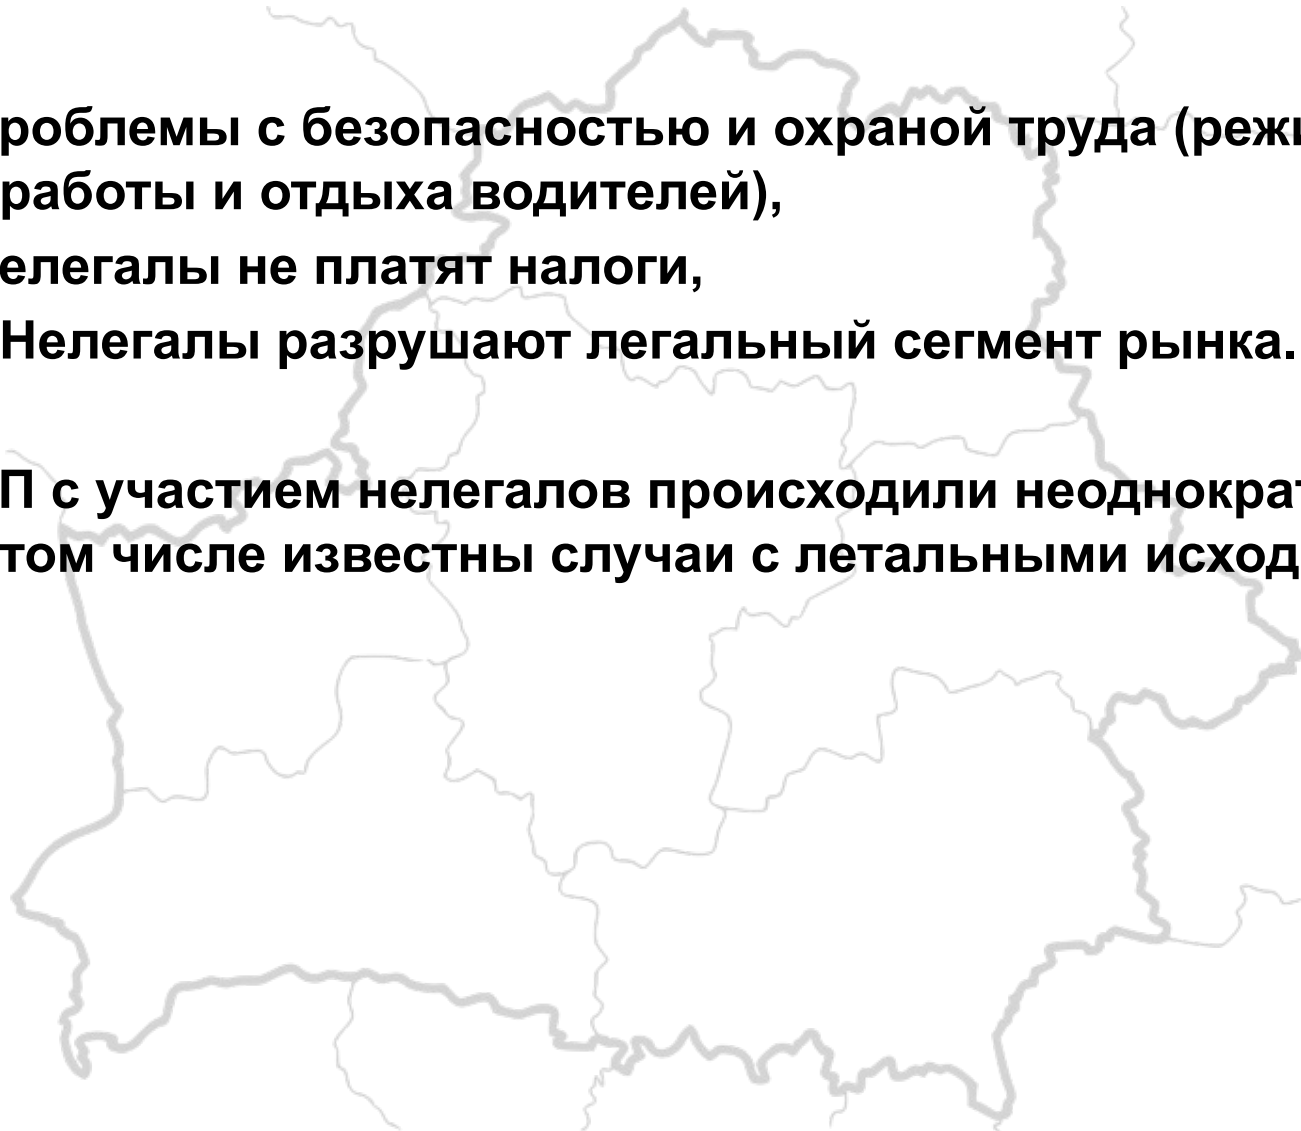 роблемы с безопасностью и охраной труда (режи
работы и отдыха водителей),
елегалы не платят налоги,
Нелегалы разрушают легальный сегмент рынка.
П с участием нелегалов происходили неоднокра
том числе известны случаи с летальными исход